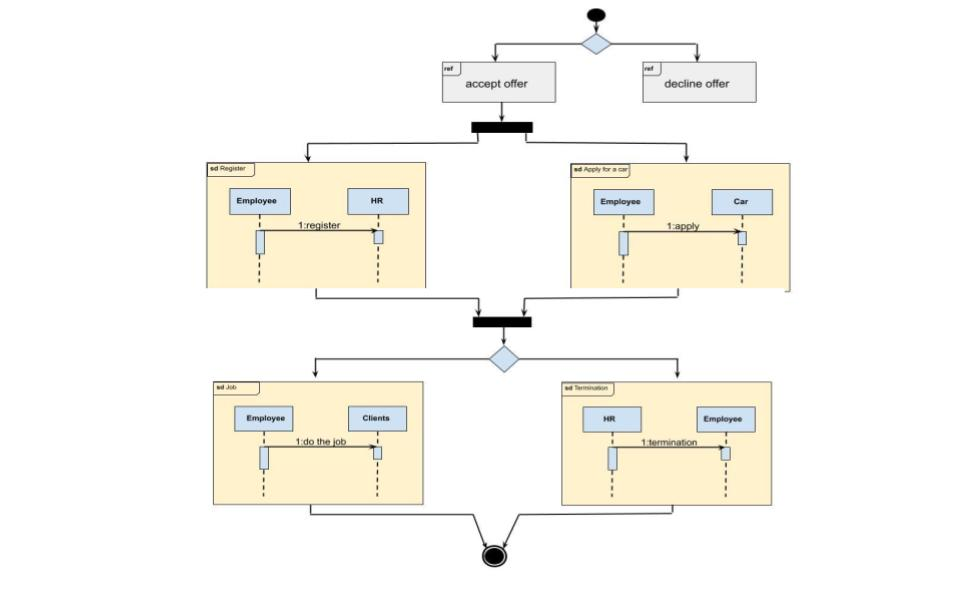 ref
accept offer
ref
decline offer
sd Register
Employee
HR
1:register
sd Apply for a car
Employee
Car
1:apply
sd Job
Employee
Clients
1:do the job
sd Termination
HR
Employee
1:termination